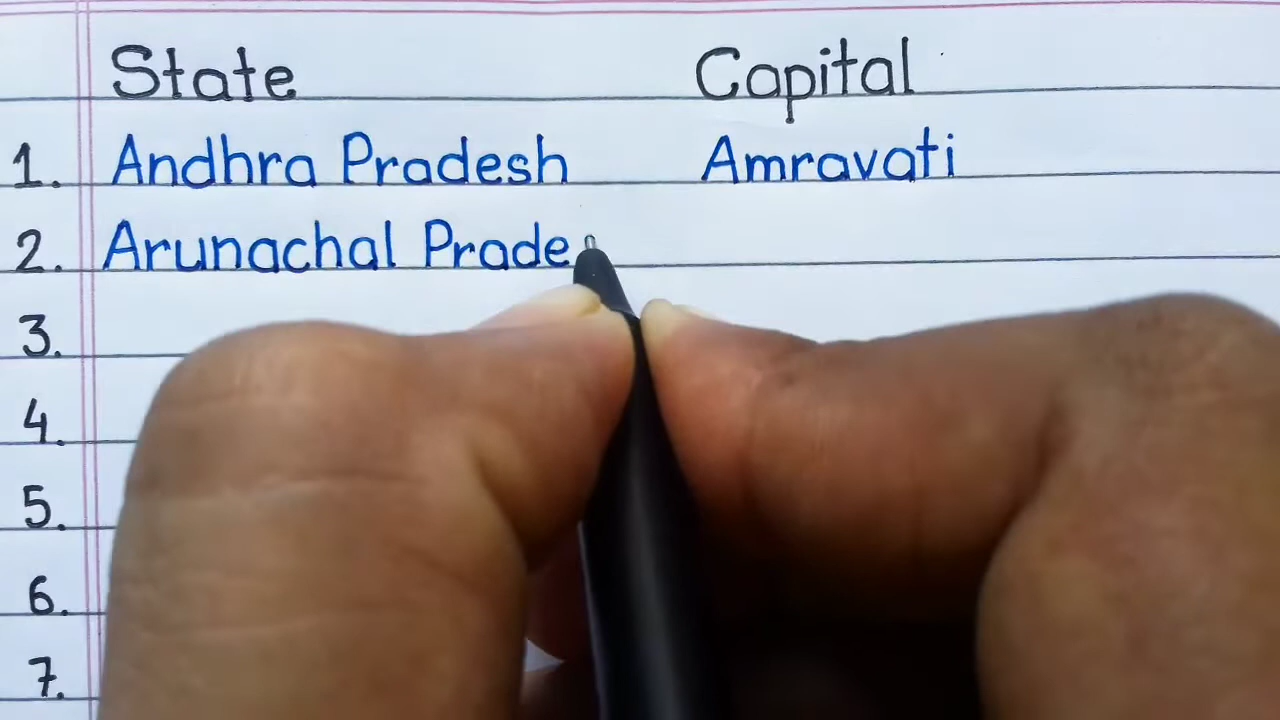 State Capital
1. Andhra Pradesh Amravati
2. Arunachal Prade
3.
4.
5.
6.
7.